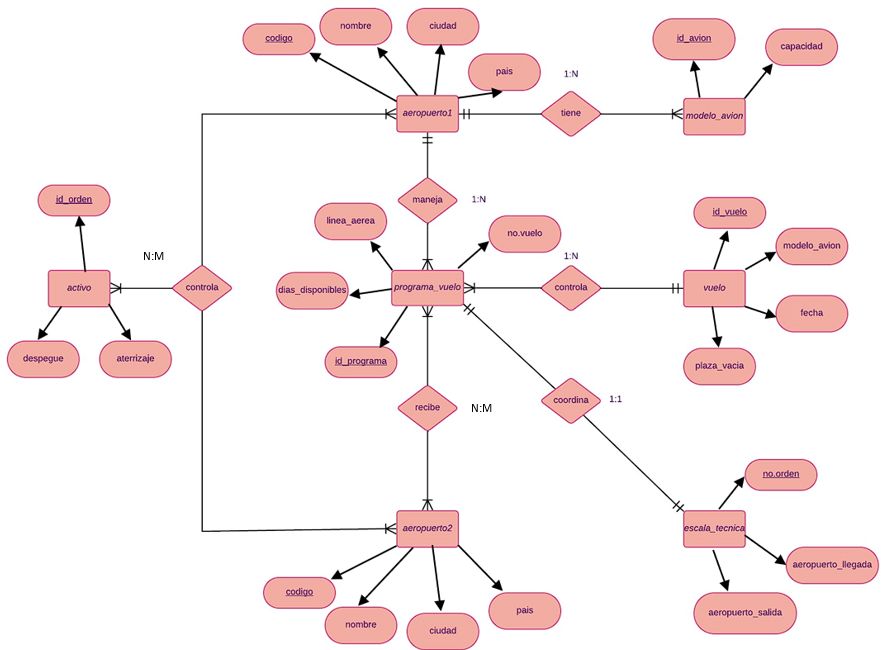 codigo
nombre
ciudad
pais
id_avion
capacidad
1:N
aeropuerto1
tiene
modelo_avion
id_orden
maneja
1:N
linea_aerea
no.vuelo
id_vuelo
modelo_avion
N:M
1:N
activo
controla
dias_disponibles
programa_vuelo
controla
vuelo
fecha
despegue
aterrizaje
id_programa
plaza_vacia
recibe
N:M
coordina
1:1
no.orden
aeropuerto2
escala_tecnica
aeropuerto_llegada
codigo
nombre
ciudad
pais
aeropuerto_salida